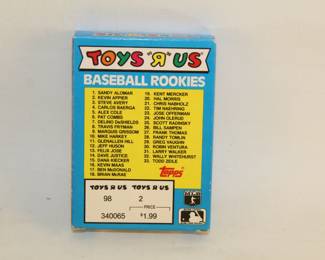 TOYS "R" US
BASEBALL ROOKIES
1. SANDY ALOMAR
2. KEVIN APPIER
3. STEVE AVERY
4. CARLOS BAERGA
5. ALEX COLE
6. PAT COMBS
7. DELINO DeSHIELDS
8. TRAVIS FRYMAN
9. MARQUIS GRISSOM
10. MIKE HARKEY
11. GLENALLEN HILL
12. JEFF HUSON
13. FELIX JOSE
14. DAVE JUSTICE
15. DANA KIECKER
16. KEVIN MAAS
17. BEN McDONALD
18. BRIAN McRAE
19. KENT MERCKER
20. HAL MORRIS
21. CHRIS NABHOLZ
22. TIM NAEHRING
23. JOSE OFFERMAN
24. JOHN OLERUD
25. SCOTT RADINSKY
26. BILL SAMPEN
27. FRANK THOMAS
28. RANDY TOMLIN
29. GREG VAUGHN
30. ROBIN VENTURA
31. LARRY WALKER
32. WALLY WHITEHURST
33. TODD ZEILE
Topps
TOYS R US TOYS R US
98 2
PRICE
340065 $1.99